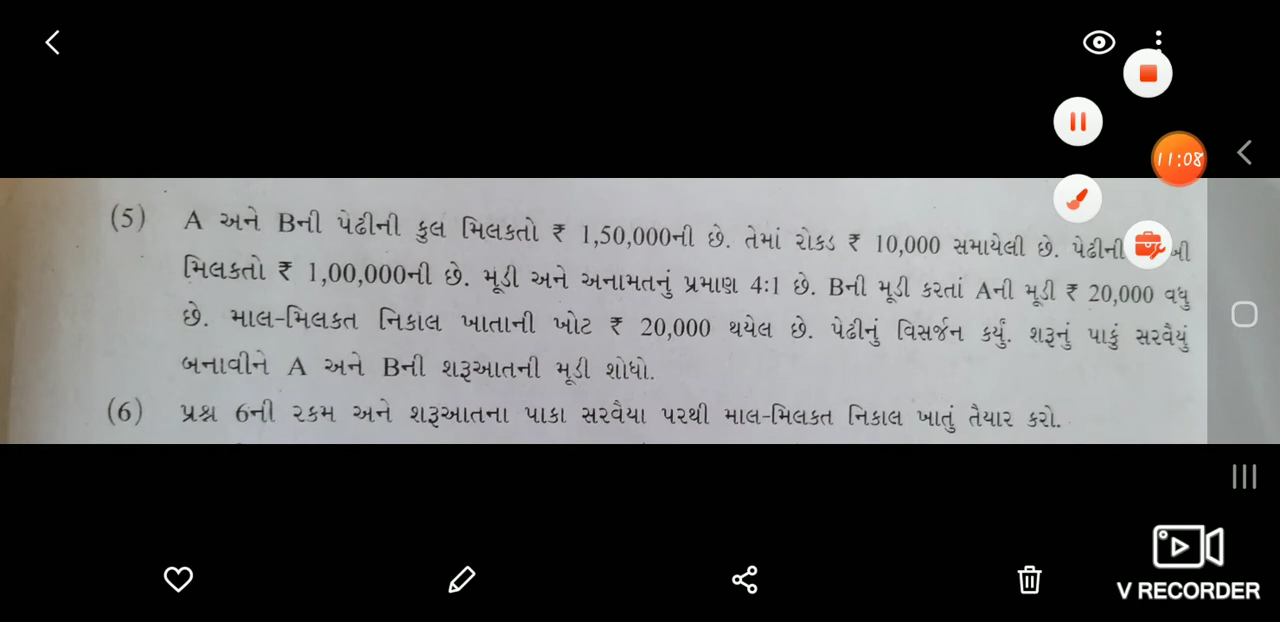 11:08
(5) A અને Bની પેઢીની કુલ મિલકતો ₹ 1,50,000ની છે. તેમાં રોકડ ₹ 10,000 સમાયેલી છે. પેઢીની
મિલકતો ₹ 1,00,000ની છે. મૂડી અને અનામતનું પ્રમાણ 4:1 છે. Bની મૂડી કરતાં Aની મૂડી ₹ 20,000 વધુ
છે. માલ-મિલકત નિકાલ ખાતાની ખોટ ₹ 20,000 થયેલ છે. પેઢીનું વિસર્જન કર્યું. શરૂનું પાકું સરવૈયું
બનાવીને A અને Bની શરૂઆતની મૂડી શોધો.
(6) પ્રશ્ન 6ની રકમ અને શરૂઆતના પાકા સરવૈયા પરથી માલ-મિલકત નિકાલ ખાતું તૈયાર કરો.
V RECORDER